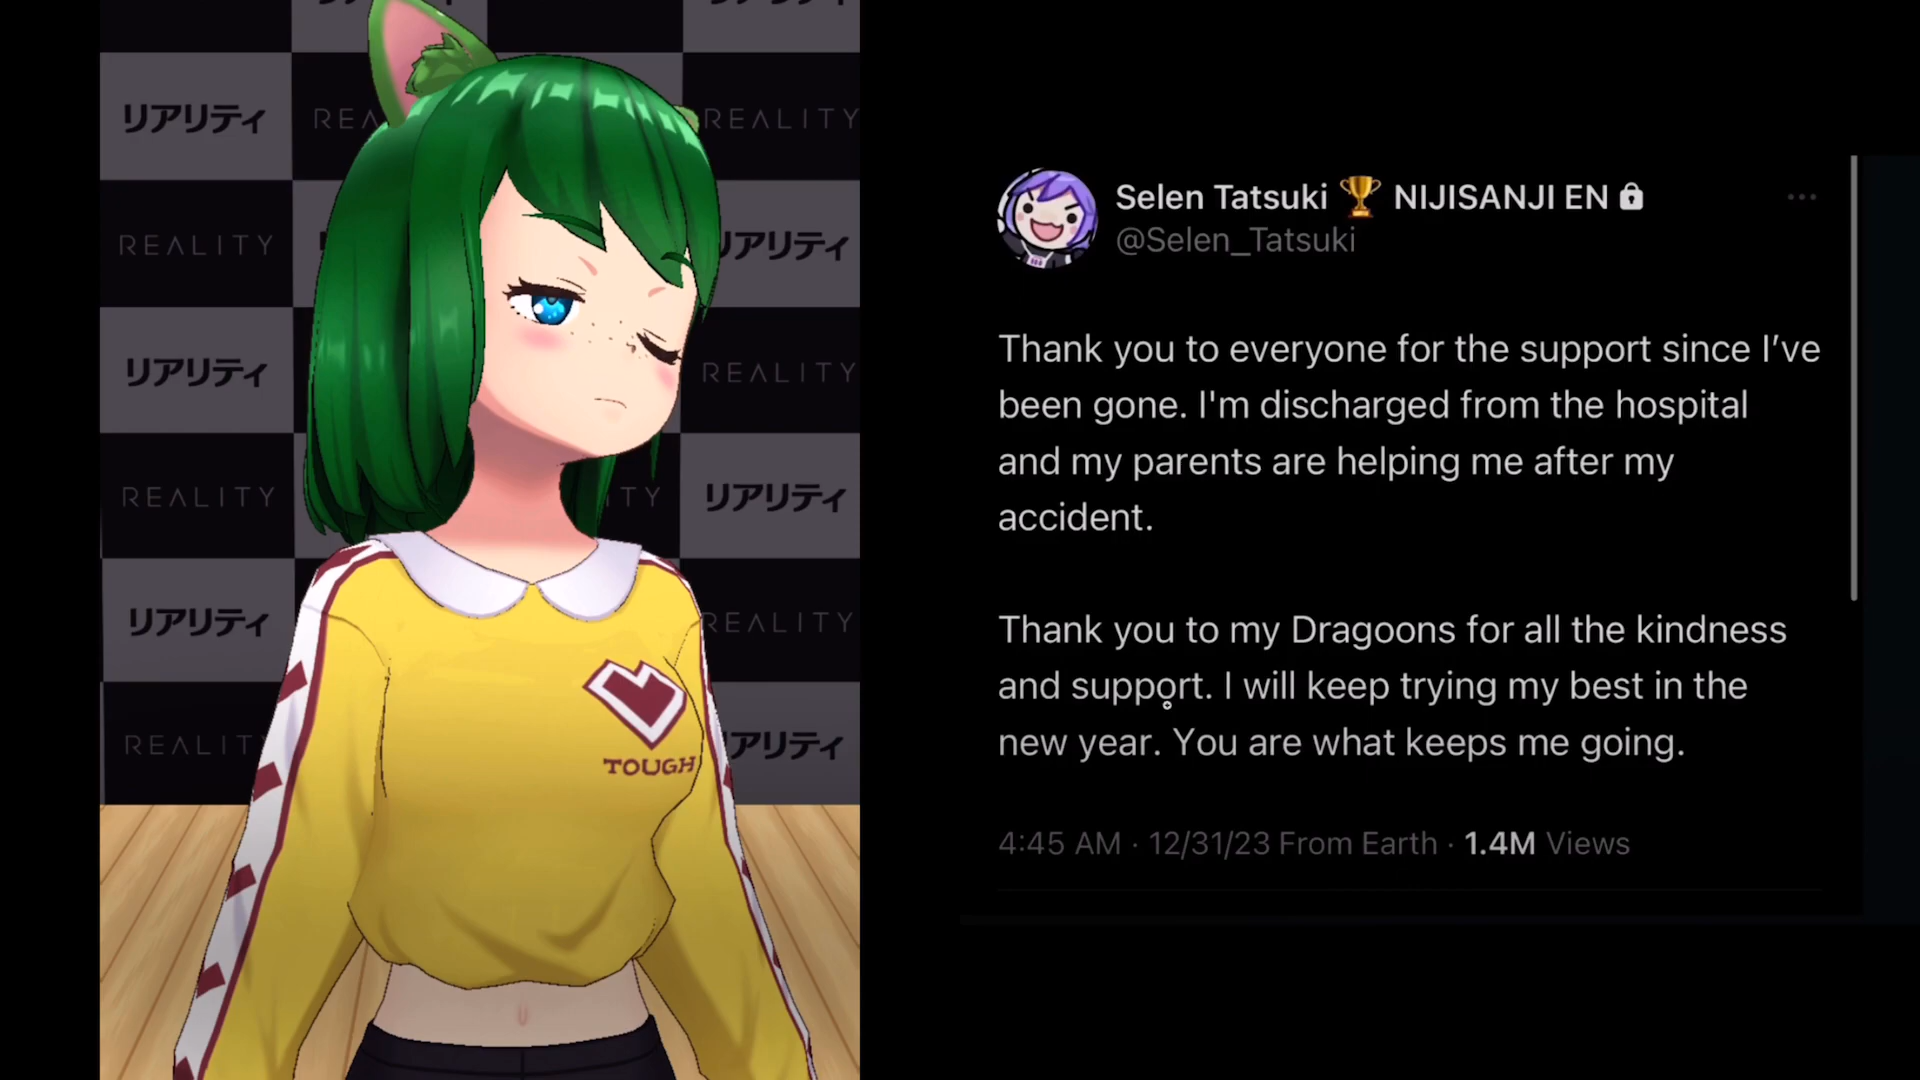 リアリティ
REA
REALITY
REALITY
リアリティ
リアリティ
REALITY
REALITY
TY
リアリティ
リアリティ
REALITY
REALIT
リアリティ
TOUGH
Selen Tatsuki 🏆 NIJISANJI EN 🔒
@Selen_Tatsuki
Thank you to everyone for the support since I’ve
been gone. I'm discharged from the hospital
and my parents are helping me after my
accident.
Thank you to my Dragoons for all the kindness
and support. I will keep trying my best in the
new year. You are what keeps me going.
4:45 AM · 12/31/23 From Earth · 1.4M Views